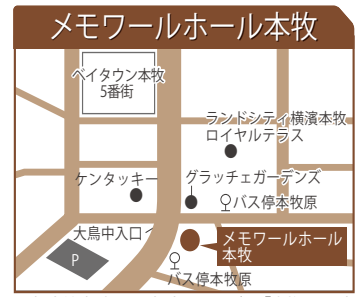 メモワールホール本牧
ベイタウン本牧
5番街
ランドシティ横濱本牧
ロイヤルテラス
ケンタッキー
グラッチェガーデンズ
バス停本牧原
大鳥中入口
メモワールホール
本牧
P
バス停本牧原